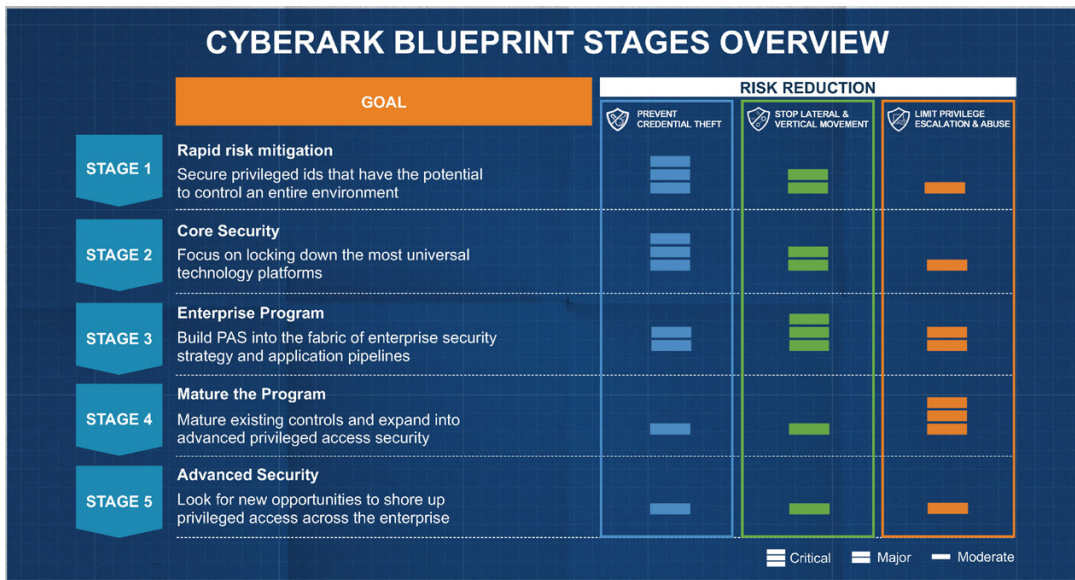 CYBERARK BLUEPRINT STAGES OVERVIEW
GOAL
RISK REDUCTION
PREVENT
CREDENTIAL THEFT
STOP LATERAL &
VERTICAL MOVEMENT
LIMIT PRIVILEGE
ESCALATION & ABUSE
STAGE 1
Rapid risk mitigation
Secure privileged ids that have the potential
to control an entire environment
STAGE 2
Core Security
Focus on locking down the most universal
technology platforms
STAGE 3
Enterprise Program
Build PAS into the fabric of enterprise security
strategy and application pipelines
STAGE 4
Mature the Program
Mature existing controls and expand into
advanced privileged access security
STAGE 5
Advanced Security
Look for new opportunities to shore up
privileged access across the enterprise
Critical
Major
Moderate